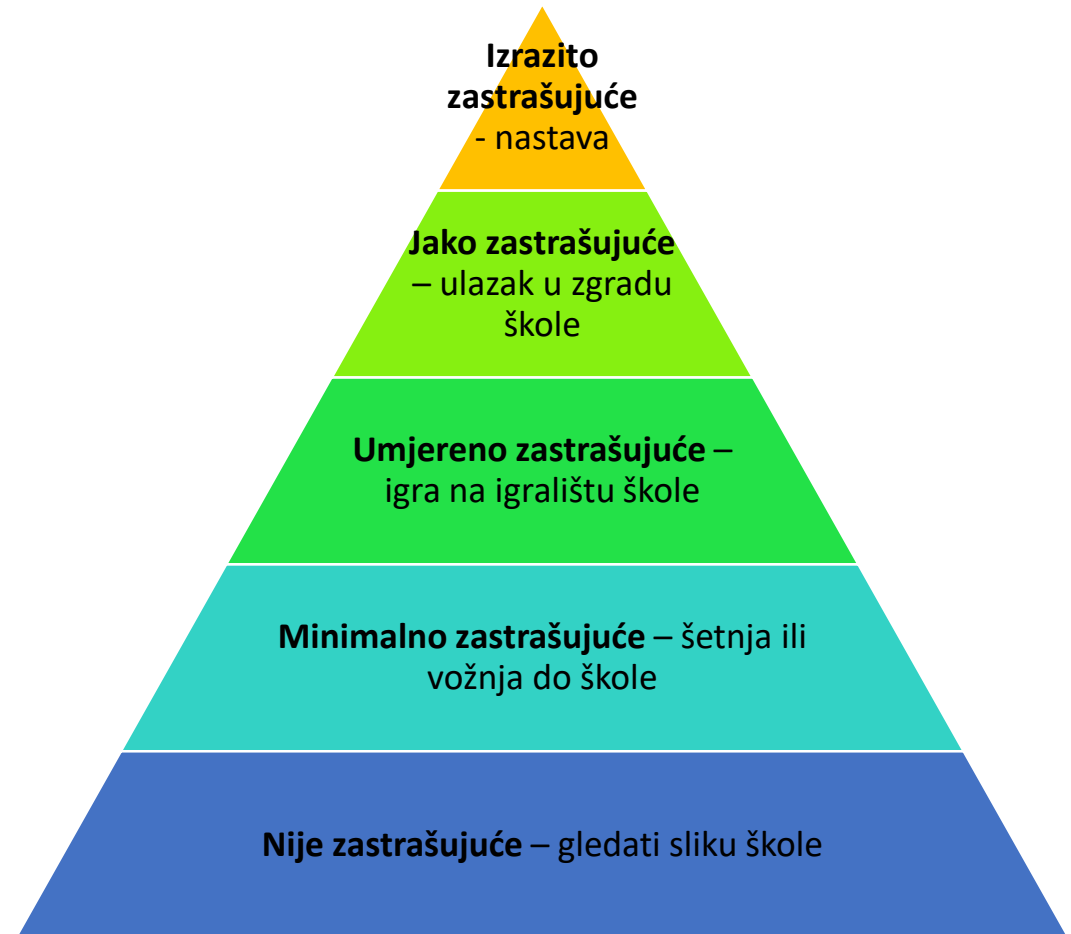 Izrazito
zastrašujuće
- nastava
Jako zastrašujuće
– ulazak u zgradu
škole
Umjereno zastrašujuće –
igra na igralištu škole
Minimalno zastrašujuće – šetnja ili
vožnja do škole
Nije zastrašujuće – gledati sliku škole